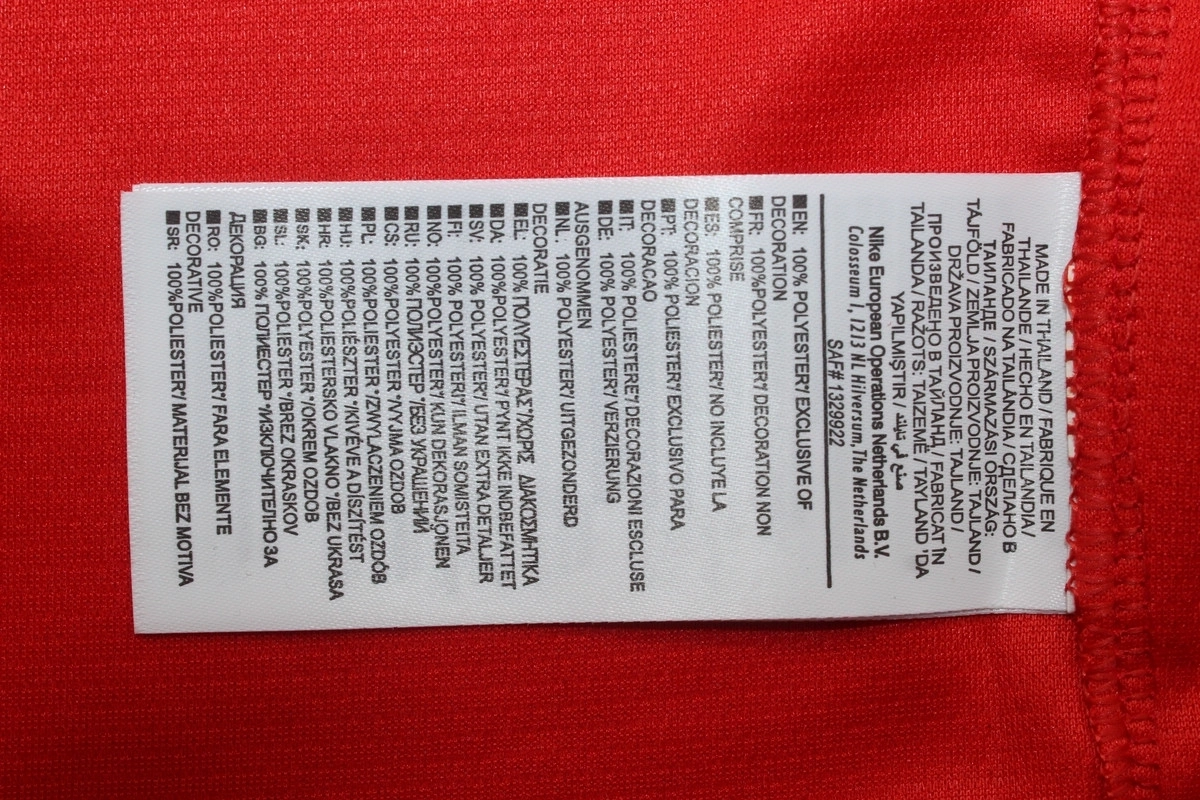 MADE IN THAILAND / FABRIQUE EN
THAILANDE / HECHO EN TAILANDIA /
FABRICADO NA TAILÂNDIA / СДЕЛАНО В
ТАИЛАНДЕ / SZÁRMAZÁSI ORSZÁG:
TÁJFÖLD / ZEMLJA PROIZVODNJE: TAJLAND /
DRŽAVA PROIZVODNJE: TAJLAND /
ПРОИЗВЕДЕНО В ТАЙЛАНД / FABRICAT ÎN
TAILANDA / RAŽOTS: TAIZEMĒ / TAYLAND 'DA
YAPILMIŞTIR / صنع في تايلند
Nike European Operations Netherlands B.V.
Colosseum 1, 1213 NL Hilversum, The Netherlands
SAF# 1329922
EN: 100% POLYESTER*/ EXCLUSIVE OF
DECORATION
FR: 100%POLYESTER*/ DECORATION NON
COMPRISE
ES: 100% POLIESTER*/ NO INCLUYE LA
DECORACION
PT: 100% POLIESTER*/ EXCLUSIVO PARA
DECORACAO
IT: 100% POLIESTERE*/ DECORAZIONI ESCLUSE
DE: 100%POLYESTER*/ VERZIERUNG
AUSGENOMMEN
NL: 100% POLYESTER*/ UITGEZONDERD
DECORATIE
EL: 100% ΠΟΛΥΕΣΤΕΡΑΣ*/ΧΩΡΙΣ ΔΙΑΚΟΣΜΗΤΙΚΑ
DA: 100%POLYESTER*/ PYNT IKKE INDBEFATTET
SV: 100% POLYESTER*/ UTAN EXTRA DETALJER
FI: 100% POLYESTERI*/ ILMAN SOMISTEITA
NO: 100%POLYESTER*/ KUN DEKORASJONEN
RU: 100%ПОЛИЭСТЕР */БЕЗ УКРАШЕНИЙ
CS: 100%POLYESTER */VYJMA OZDOB
PL: 100%POLIESTER */ZWYLACZENIEM OZDÓB
HU: 100%POLIÉSZTER */KIVÉVE A DÍSZÍTÉST
HR: 100%POLIESTERSKO VLAKNO */BEZ UKRASA
SK: 100%POLYESTER */OKREM OZDOB
SL: 100%POLIESTER */BREZ OKRASKOV
BG: 100% ПОЛИЕСТЕР */ИЗКЛЮЧИТЕЛНО ЗА
ДЕКОРАЦИЯ
RO: 100%POLIESTER*/ FARA ELEMENTE
DECORATIVE
SR: 100%POLIESTER*/ MATERIJAL BEZ MOTIVA